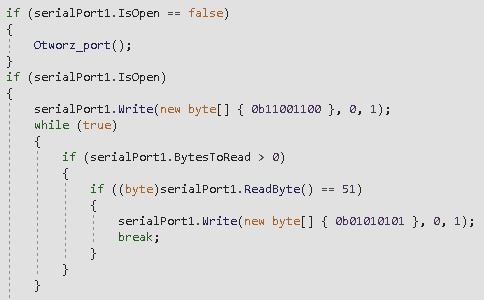 if (serialPort1.IsOpen == false)
{
Otworz_port();
}
if (serialPort1.IsOpen)
{
serialPort1.Write(new byte[] { 0b11001100 }, 0, 1);
while (true)
{
if (serialPort1.BytesToRead > 0)
{
if ((byte)serialPort1.ReadByte() == 51)
{
serialPort1.Write(new byte[] { 0b01010101 }, 0, 1);
break;
}
}
}